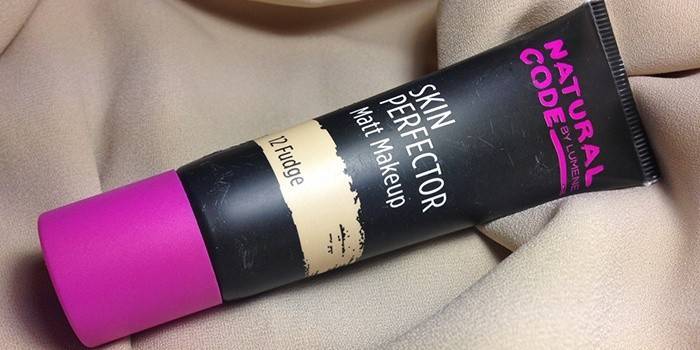 NATURAL
CODE
BY LUMENE
SKIN
PERFECTOR
Matt Makeup
12 Fudge